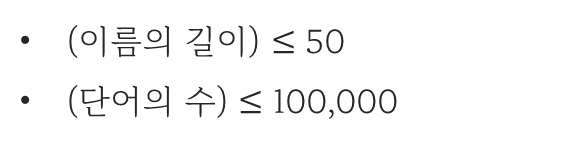 • (이름의 길이) ≤ 50
• (단어의 수) ≤ 100,000